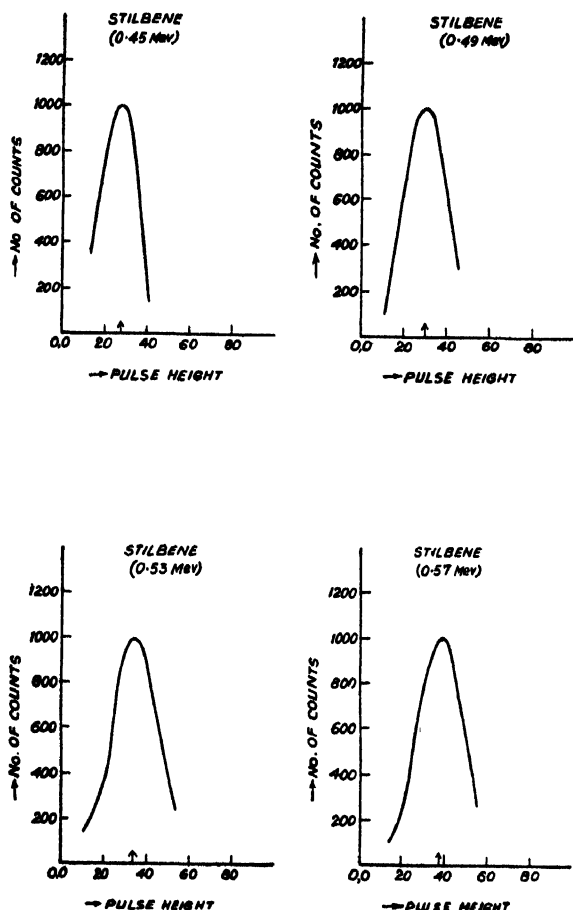 STILBENE
(0.45 Mev)
1200
1000
800
600
400
200
0,0 20 40 60 80
→ NO OF COUNTS
→ PULSE HEIGHT
STILBENE
(0.49 Mev)
1200
1000
800
600
400
200
0,0 20 40 60 80
→ NO. OF COUNTS
→ PULSE HEIGHT
STILBENE
(0.53 Mev)
1200
1000
800
600
400
200
0,0 20 40 60 80
→ NO. OF COUNTS
→ PULSE HEIGHT
STILBENE
(0.57 Mev)
1200
1000
800
600
400
200
0,0 20 40 60 80
→ NO. OF COUNTS
→ PULSE HEIGHT